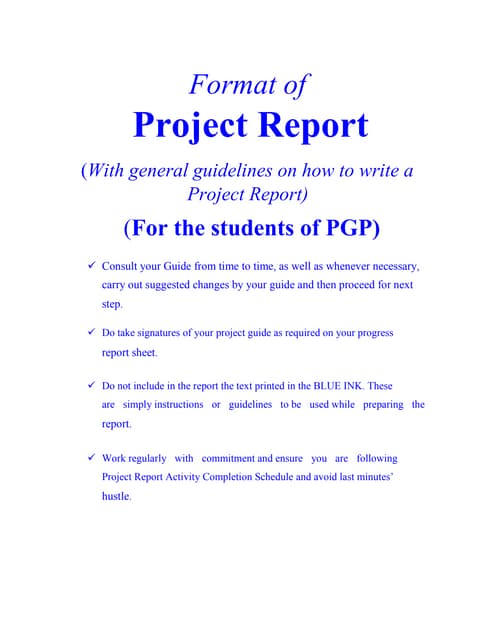 Format of
Project Report
(With general guidelines on how to write a
Project Report)
(For the students of PGP)
✓ Consult your Guide from time to time, as well as whenever necessary,
carry out suggested changes by your guide and then proceed for next
step.
✓ Do take signatures of your project guide as required on your progress
report sheet.
✓ Do not include in the report the text printed in the BLUE INK. These
are simply instructions or guidelines to be used while preparing the
report.
✓ Work regularly with commitment and ensure you are following
Project Report Activity Completion Schedule and avoid last minutes’
hustle.